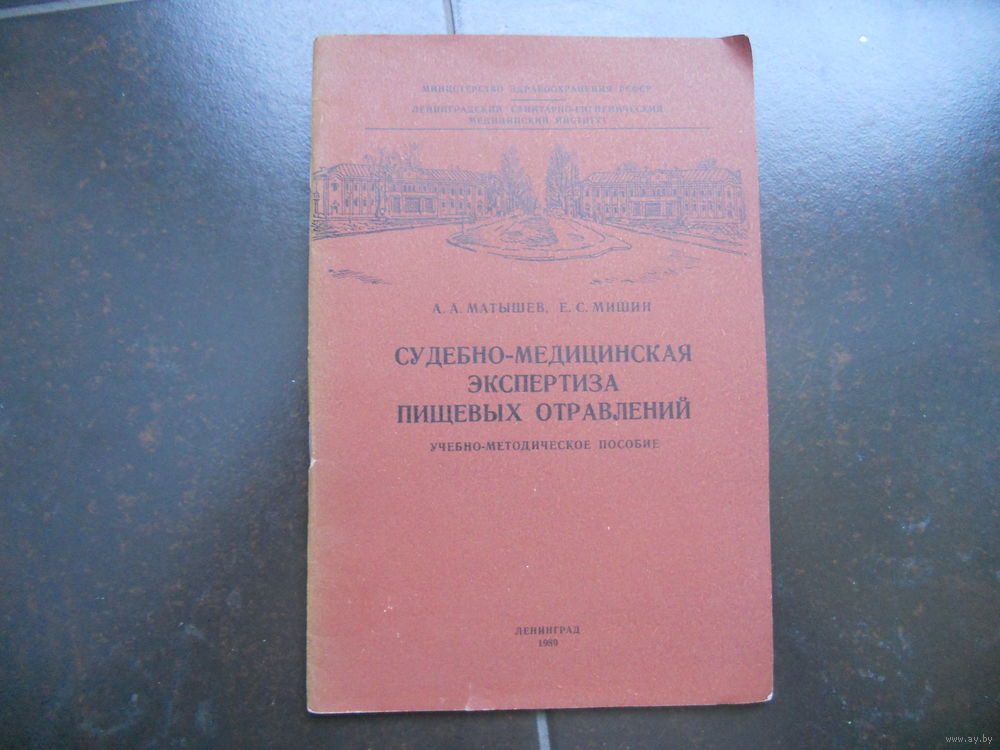 МИНИСТЕРСТВО ЗДРАВООХРАНЕНИЯ РСФСР
ЛЕНИНГРАДСКИЙ САНИТАРНО-ГИГИЕНИЧЕСКИЙ
МЕДИЦИНСКИЙ ИНСТИТУТ
А. А. МАТЫШЕВ, Е. С. МИШИН
СУДЕБНО-МЕДИЦИНСКАЯ
ЭКСПЕРТИЗА
ПИЩЕВЫХ ОТРАВЛЕНИЙ
УЧЕБНО-МЕТОДИЧЕСКОЕ ПОСОБИЕ
ЛЕНИНГРАД
1989
www.ay.by